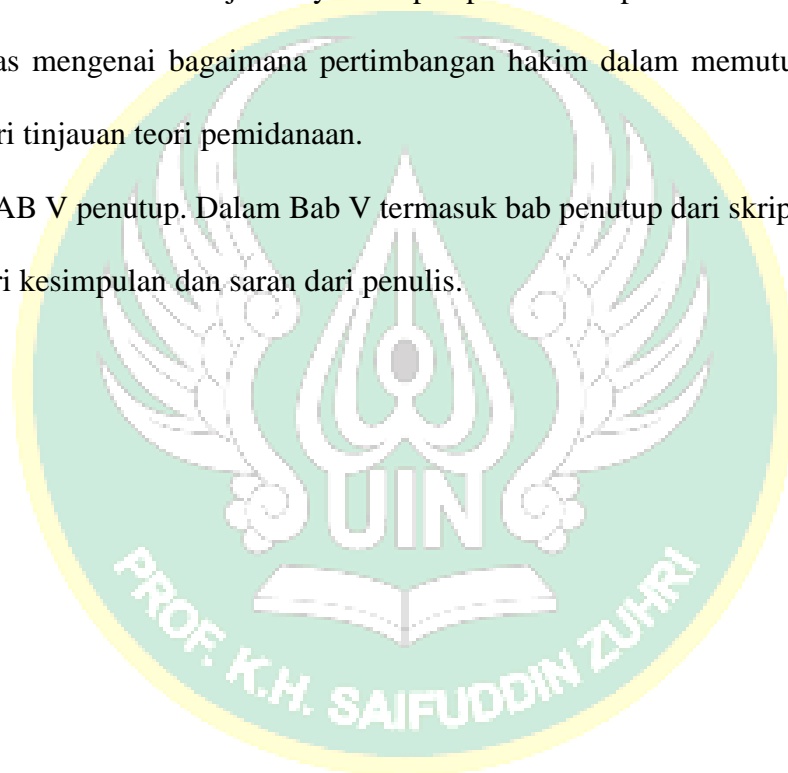 as mengenai bagaimana pertimbangan hakim dalam memutu
ri tinjauan teori pemidanaan.
AB V penutup. Dalam Bab V termasuk bab penutup dari skrip
ri kesimpulan dan saran dari penulis.
UIN
PROF. K.H. SAIFUDDIN ZUHRI